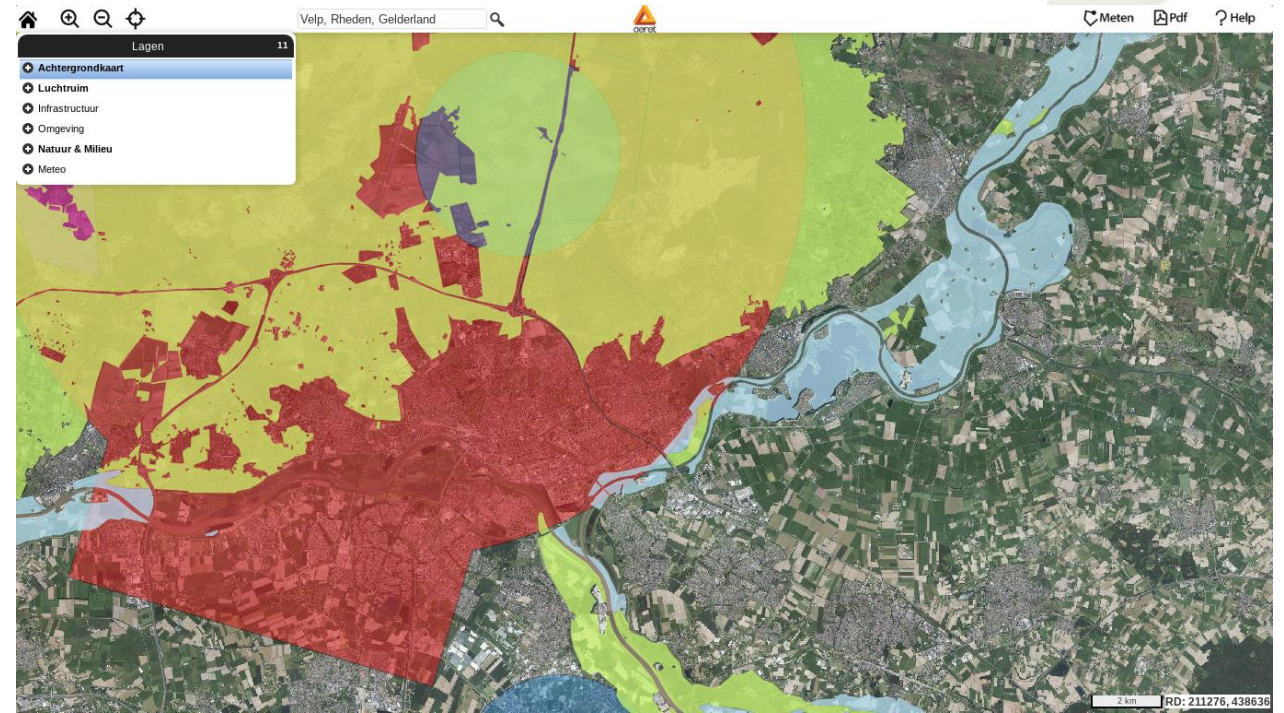 Velp, Rheden, Gelderland
aeret
Meten
Pdf
? Help
Lagen 11
Achtergrondkaart
Luchtruim
Infrastructuur
Omgeving
Natuur & Milieu
Meteo
2 km
RD: 211276, 438636